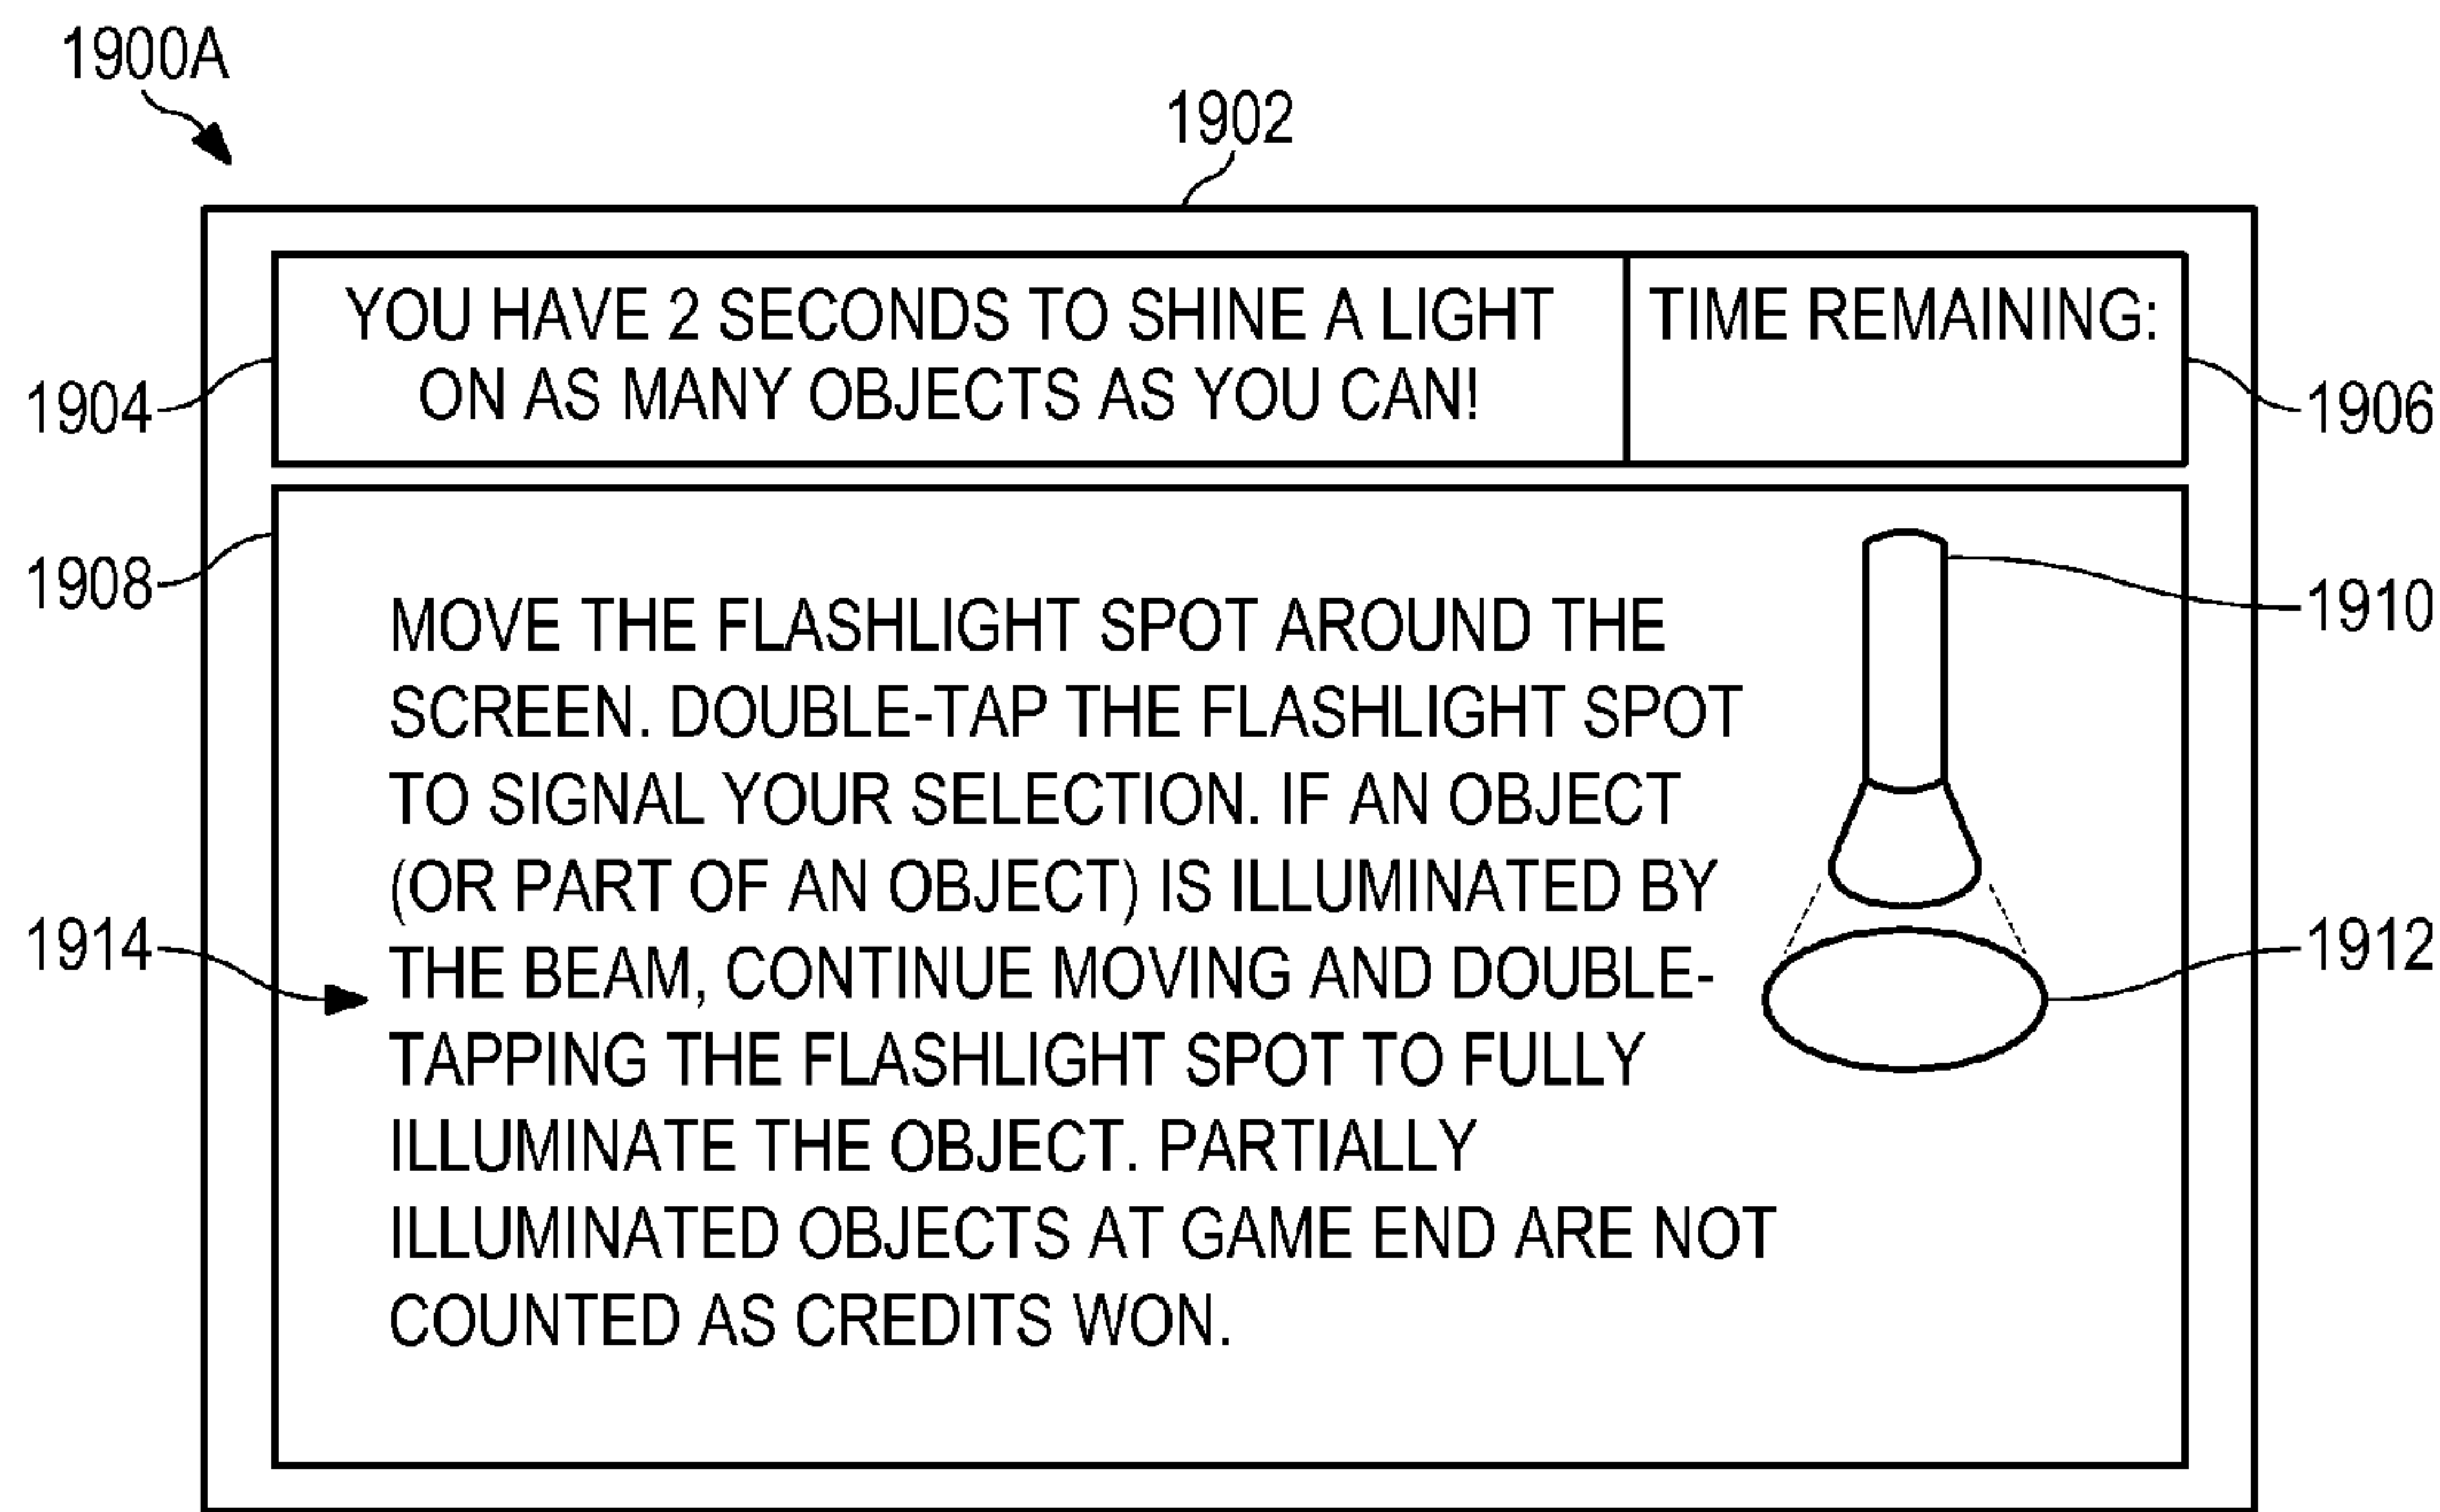 1900A
1902
YOU HAVE 2 SECONDS TO SHINE A LIGHT
ON AS MANY OBJECTS AS YOU CAN!
TIME REMAINING:
1904
1906
1908
1910
MOVE THE FLASHLIGHT SPOT AROUND THE
SCREEN. DOUBLE-TAP THE FLASHLIGHT SPOT
TO SIGNAL YOUR SELECTION. IF AN OBJECT
(OR PART OF AN OBJECT) IS ILLUMINATED BY
THE BEAM, CONTINUE MOVING AND DOUBLE-
TAPPING THE FLASHLIGHT SPOT TO FULLY
ILLUMINATE THE OBJECT. PARTIALLY
ILLUMINATED OBJECTS AT GAME END ARE NOT
COUNTED AS CREDITS WON.
1914
1912